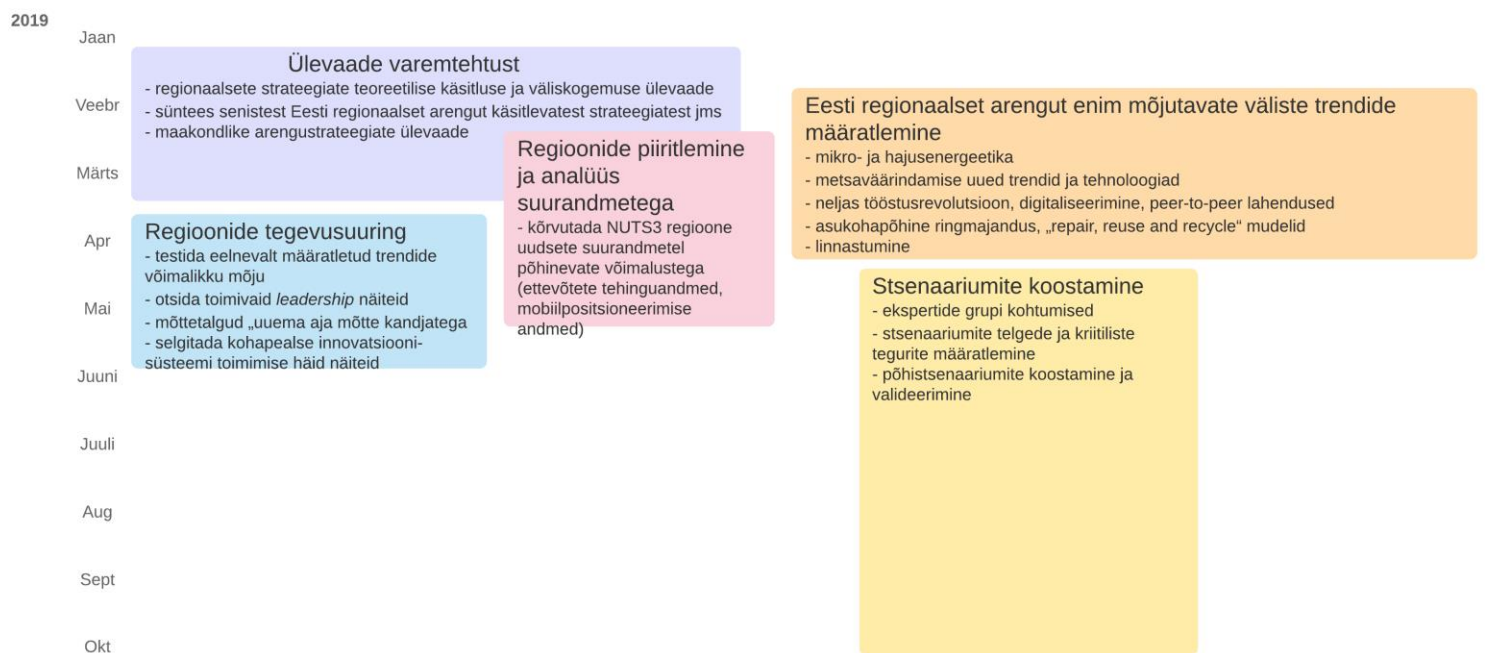 2019
Jaan
Veebr
Märts
Apr
Mai
Juuni
Juuli
Aug
Sept
Okt
Ülevaade varemtehtust
- regionaalsete strateegiate teoreetilise käsitluse ja väliskogemuse ülevaade
- süntees senistest Eesti regionaalset arengut käsitlevatest strateegiatest jms
- maakondlike arengustrateegiate ülevaade
Regioonide piiritlemine
ja analüüs
suurandmetega
- kõrvutada NUTS3 regioone
uudsete suurandmetel
põhinevate võimalustega
(ettevõtete tehinguandmed,
mobiilpositsioneerimise
andmed)
Eesti regionaalset arengut enim mõjutavate väliste trendide
määratlemine
- mikro- ja hajusenergeetika
- metsaväärindamise uued trendid ja tehnoloogiad
- neljas tööstusrevolutsioon, digitaliseerimine, peer-to-peer lahendused
- asukohapõhine ringmajandus, „repair, reuse and recycle“ mudelid
- linnastumine
Regioonide tegevusuuring
- testida eelnevalt määratletud trendide
võimalikku mõju
- otsida toimivaid leadership näiteid
- mõttetalgud „uuema aja mõtte kandjatega
- selgitada kohapealse innovatsiooni-
süsteemi toimimise häid näiteid
Stsenaariumite koostamine
- ekspertide grupi kohtumised
- stsenaariumite telgede ja kriitiliste
tegurite määratlemine
- põhistsenaariumite koostamine ja
valideerimine